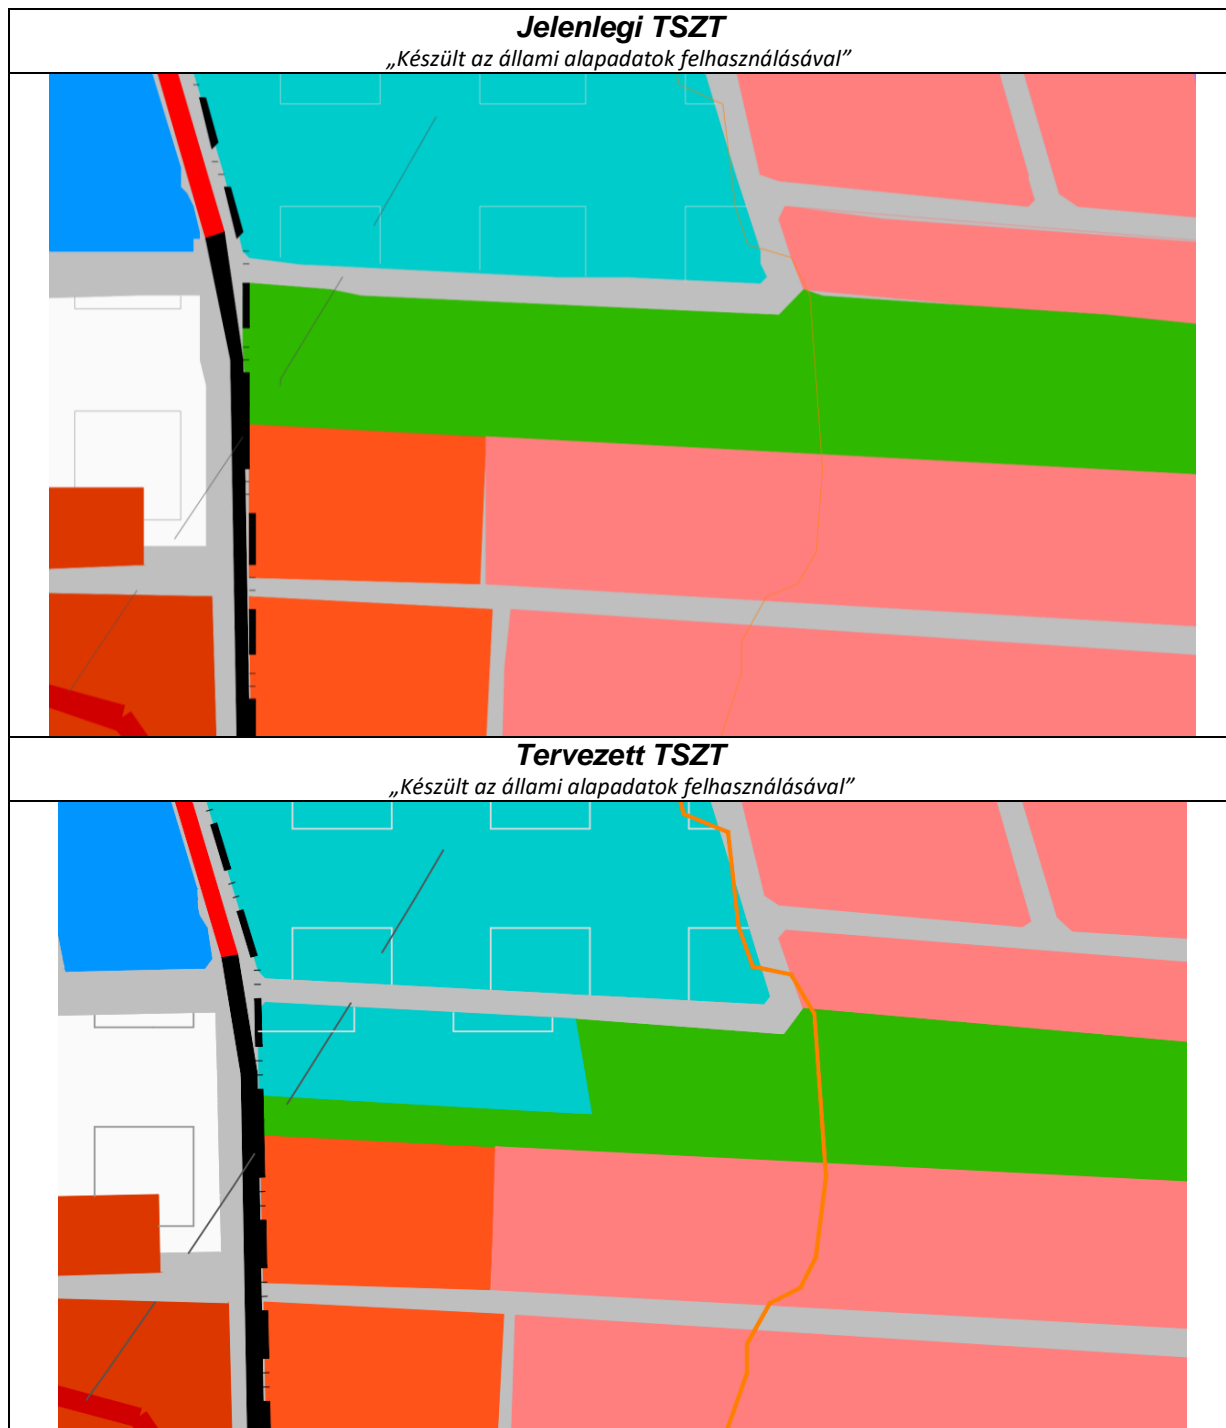 Jelenlegi TSZT
„Készült az állami alapadatok felhasználásával”
Tervezett TSZT
„Készült az állami alapadatok felhasználásával”